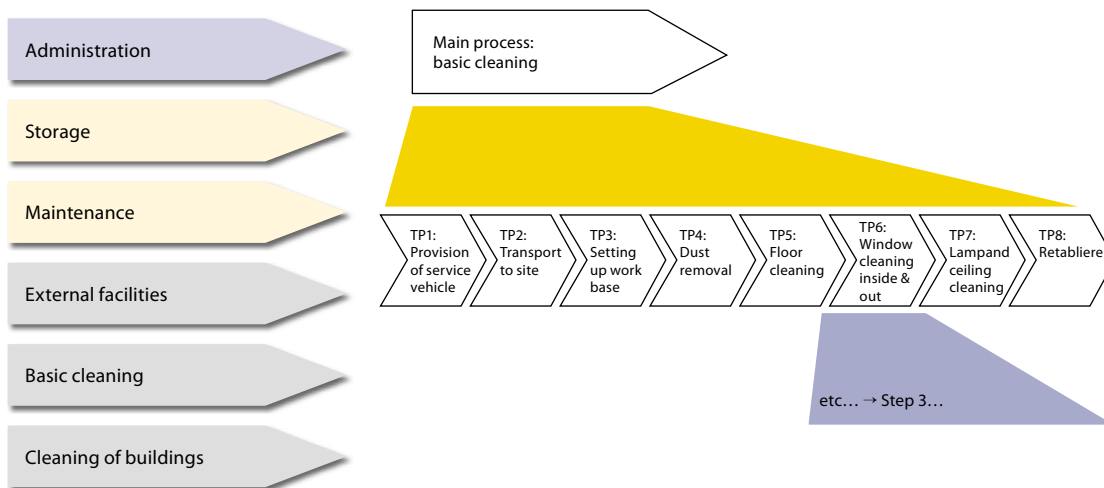 Administration
Storage
Maintenance
External facilities
Basic cleaning
Cleaning of buildings
Main process:
basic cleaning
TP1:
Provision
of service
vehicle
TP2:
Transport
to site
TP3:
Setting
up work
base
TP4:
Dust
removal
TP5:
Floor
cleaning
TP6:
Window
cleaning
inside &
out
TP7:
Lampand
ceiling
cleaning
TP8:
Retabliere
etc… → Step 3…